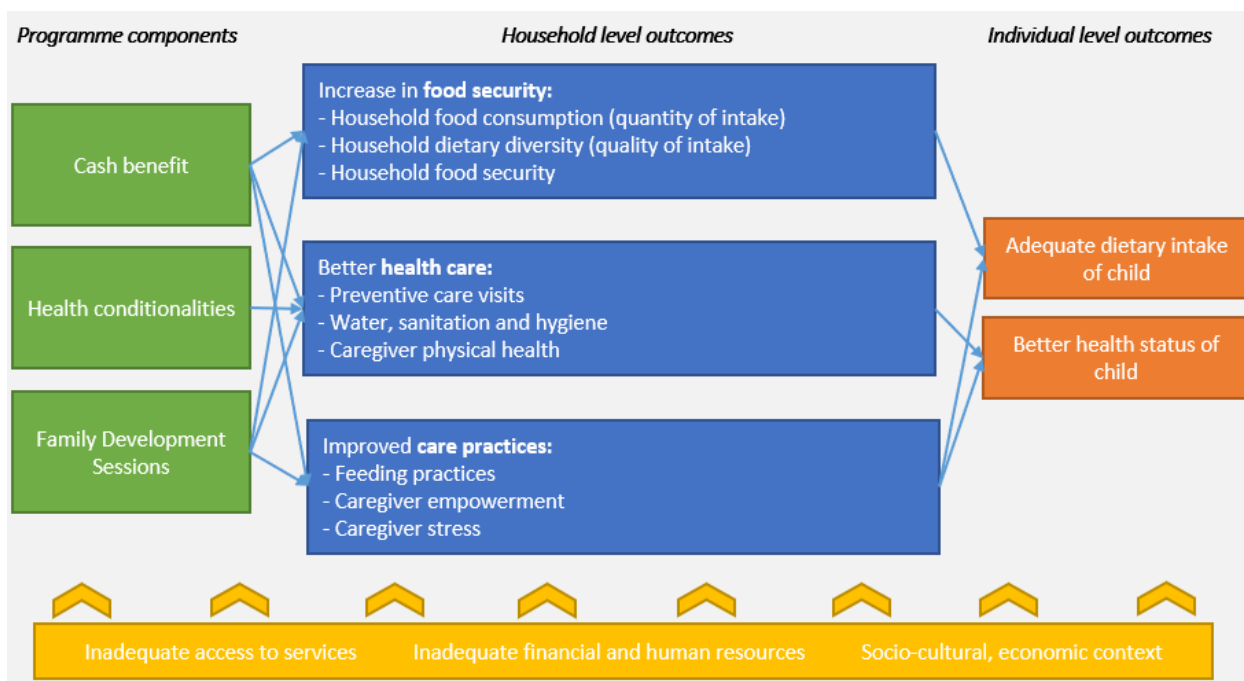 Programme components
Household level outcomes
Individual level outcomes
Cash benefit
Health conditionalities
Family Development
Sessions
Increase in food security:
- Household food consumption (quantity of intake)
- Household dietary diversity (quality of intake)
- Household food security
Better health care:
- Preventive care visits
- Water, sanitation and hygiene
- Caregiver physical health
Improved care practices:
- Feeding practices
- Caregiver empowerment
- Caregiver stress
Adequate dietary intake
of child
Better health status of
child
Inadequate access to services
Inadequate financial and human resources
Socio-cultural, economic context